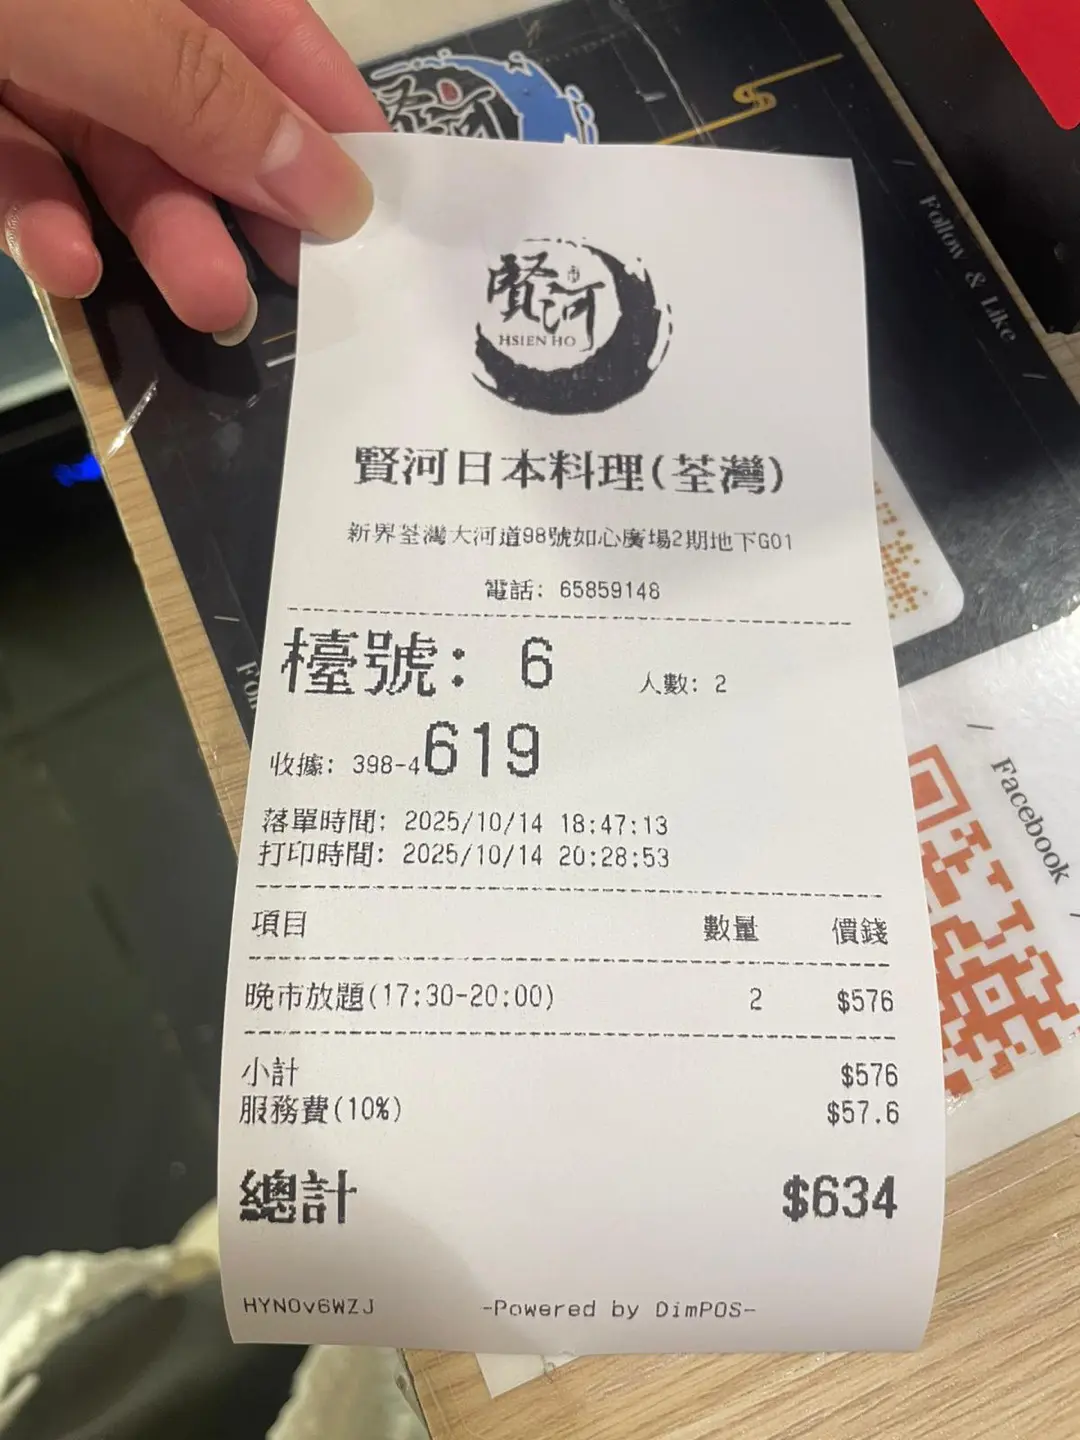 賢河
Follow & Like
賢河
HSIEN HO
賢河日本料理(荃灣)
新界荃灣大河道98號如心廣場2期地下G01
電話: 65859148
檯號: 6 人數: 2
收據: 398-4619
落單時間: 2025/10/14 18:47:13
打印時間: 2025/10/14 20:28:53
項目 數量 價錢
晚市放題(17:30-20:00) 2 $576
小計 $576
服務費(10%) $57.6
總計 $634
HYNOv6WZJ -Powered by DimPOS-
Facebook